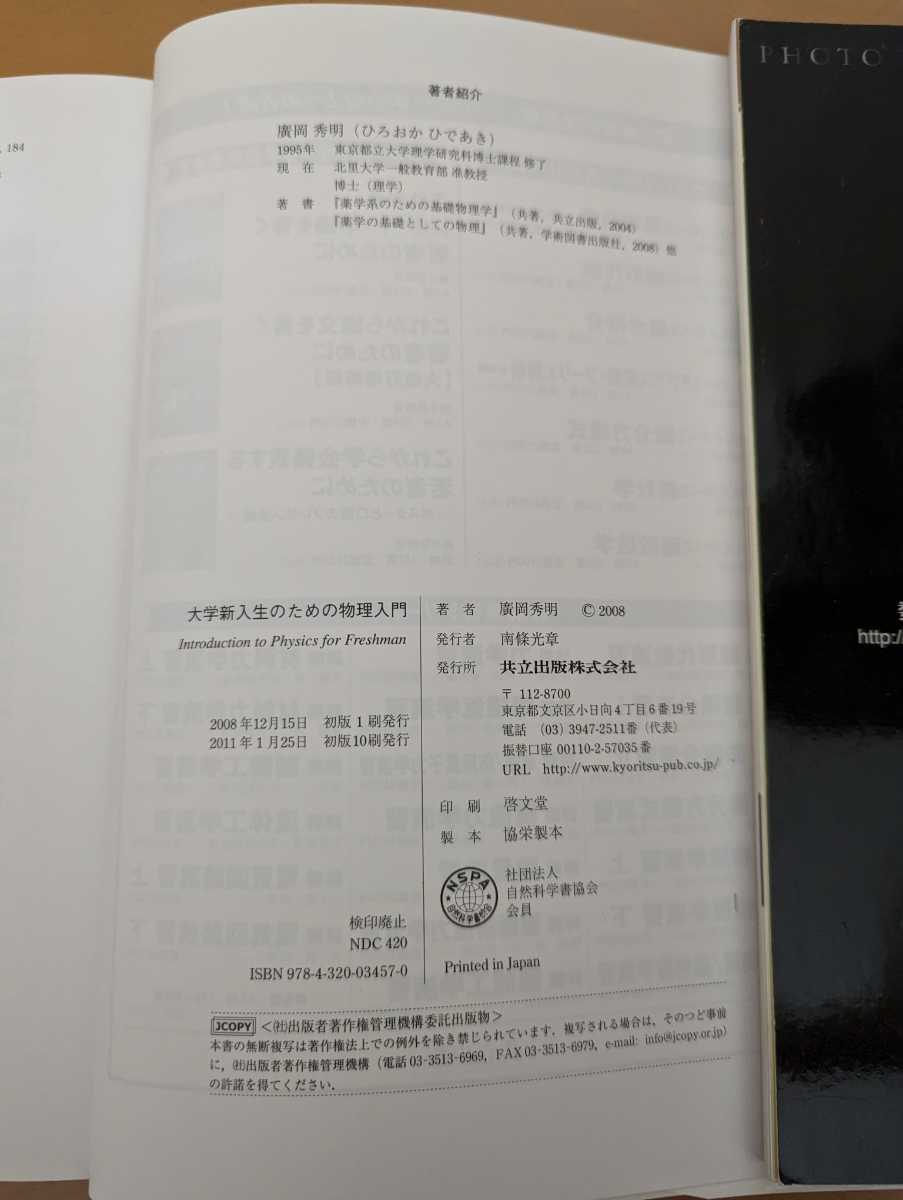 , 184
PHOTO
http:/
著者紹介
廣岡 秀明（ひろおか ひであき）
1995年 東京都立大学理学研究科博士課程 修了
現 在 北里大学一般教育部 准教授
博士（理学）
著 書 『薬学系のための基礎物理学』（共著，共立出版，2004）
『薬学の基礎としての物理』（共著，学術図書出版社，2008）他
大学新入生のための物理入門
Introduction to Physics for Freshman
2008年12月15日 初版 1 刷発行
2011年 1 月25日 初版10刷発行
検印廃止
NDC 420
ISBN 978-4-320-03457-0
著 者 廣岡秀明 Ⓒ 2008
発行者 南條光章
発行所 共立出版株式会社
〒 112-8700
東京都文京区小日向4丁目6番19号
電話 (03) 3947-2511番（代表）
振替口座 00110-2-57035番
URL http://www.kyoritsu-pub.co.jp/
印 刷 啓文堂
製 本 協栄製本
NSPA
自然科学書協会
社団法人
自然科学書協会
会員
Printed in Japan
JCOPY ＜㈳出版者著作権管理機構委託出版物＞
本書の無断複写は著作権法上での例外を除き禁じられています．複写される場合は，そのつど事前
に，㈳出版者著作権管理機構（電話 03-3513-6969，FAX 03-3513-6979，e-mail: info@jcopy.or.jp）
の許諾を得てください．